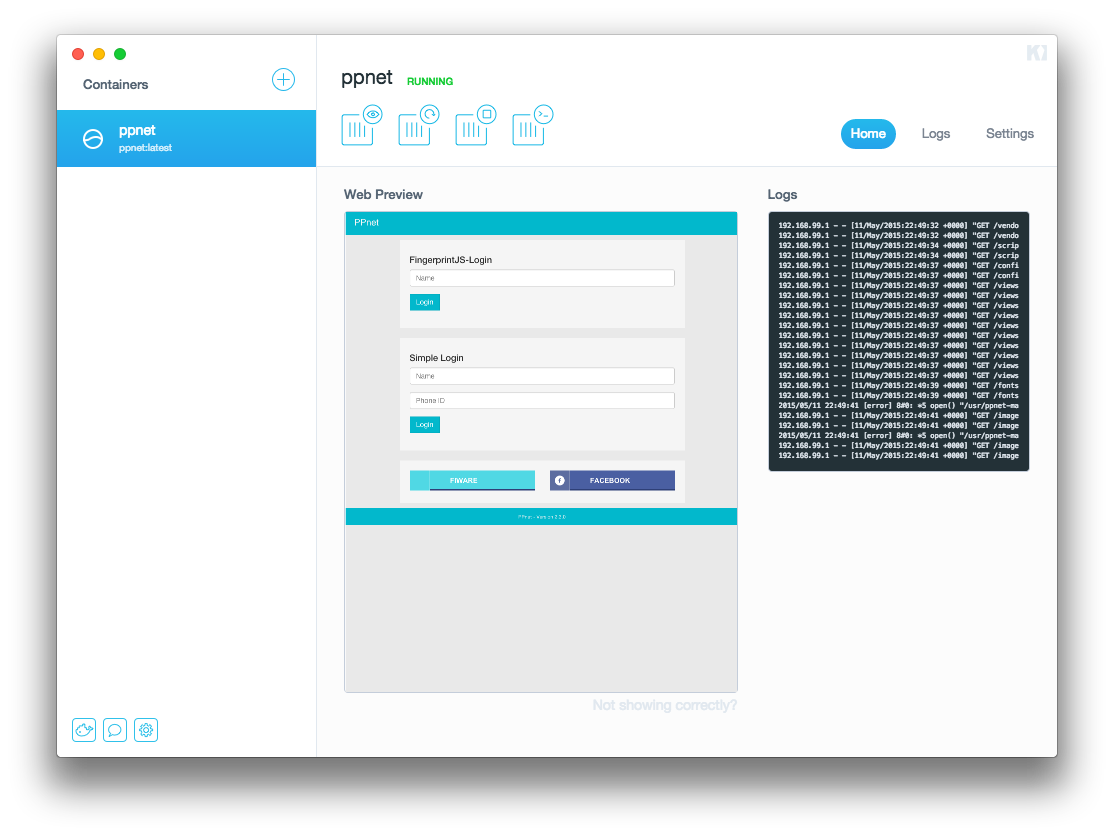 Containers
ppnet
ppnet:latest
ppnet RUNNING
Home Logs Settings
Web Preview
PPnet
FingerprintJS-Login
Name
Login
Simple Login
Name
Phone ID
Login
FIWARE
FACEBOOK
PPnet - Version 2.2.0
Not showing correctly?
Logs
192.168.99.1 - - [11/May/2015:22:49:32 +0000] "GET /vendo
192.168.99.1 - - [11/May/2015:22:49:32 +0000] "GET /vendo
192.168.99.1 - - [11/May/2015:22:49:34 +0000] "GET /scrip
192.168.99.1 - - [11/May/2015:22:49:34 +0000] "GET /scrip
192.168.99.1 - - [11/May/2015:22:49:37 +0000] "GET /confi
192.168.99.1 - - [11/May/2015:22:49:37 +0000] "GET /confi
192.168.99.1 - - [11/May/2015:22:49:37 +0000] "GET /views
192.168.99.1 - - [11/May/2015:22:49:37 +0000] "GET /views
192.168.99.1 - - [11/May/2015:22:49:37 +0000] "GET /views
192.168.99.1 - - [11/May/2015:22:49:37 +0000] "GET /views
192.168.99.1 - - [11/May/2015:22:49:37 +0000] "GET /views
192.168.99.1 - - [11/May/2015:22:49:37 +0000] "GET /views
192.168.99.1 - - [11/May/2015:22:49:37 +0000] "GET /views
192.168.99.1 - - [11/May/2015:22:49:37 +0000] "GET /views
192.168.99.1 - - [11/May/2015:22:49:37 +0000] "GET /views
192.168.99.1 - - [11/May/2015:22:49:37 +0000] "GET /views
192.168.99.1 - - [11/May/2015:22:49:39 +0000] "GET /fonts
192.168.99.1 - - [11/May/2015:22:49:39 +0000] "GET /fonts
2015/05/11 22:49:41 [error] 8#0: *5 open() "/usr/ppnet-ma
192.168.99.1 - - [11/May/2015:22:49:41 +0000] "GET /image
192.168.99.1 - - [11/May/2015:22:49:41 +0000] "GET /image
2015/05/11 22:49:41 [error] 8#0: *5 open() "/usr/ppnet-ma
192.168.99.1 - - [11/May/2015:22:49:41 +0000] "GET /image
192.168.99.1 - - [11/May/2015:22:49:41 +0000] "GET /image